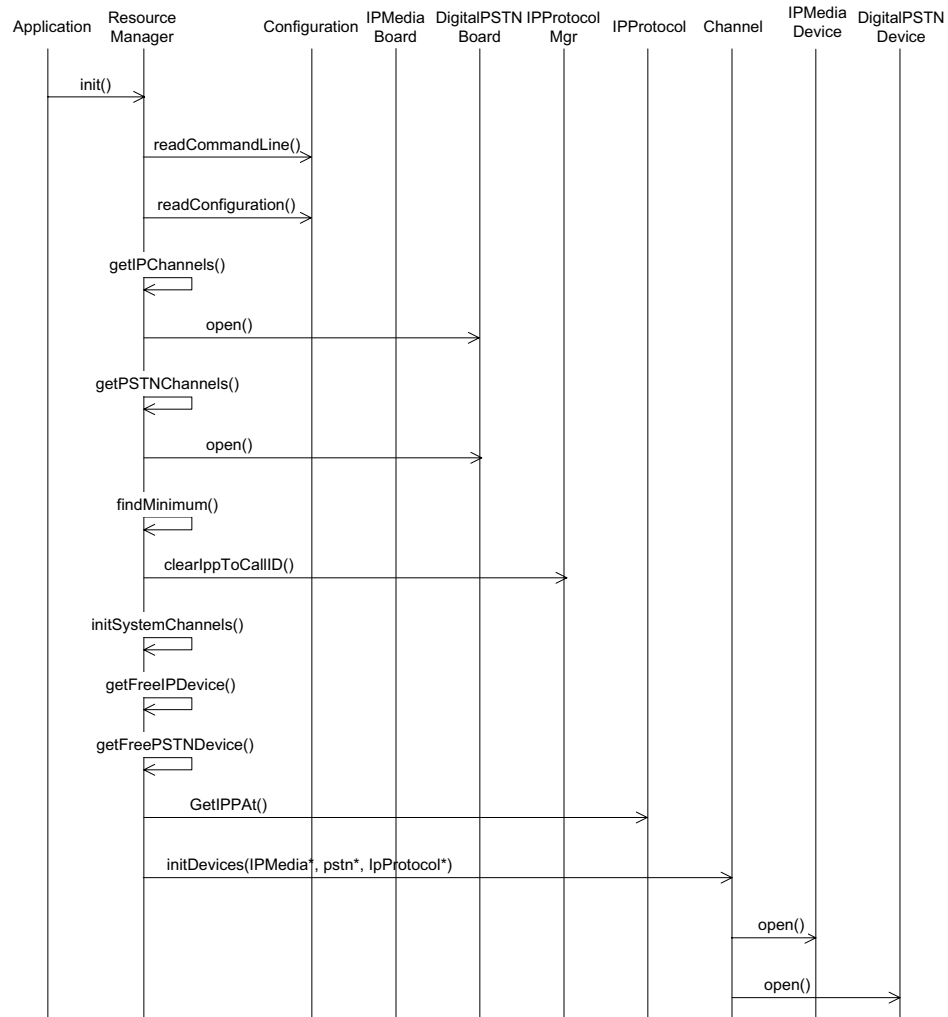 Application
Resource
Manager
Configuration
IPMedia
Board
DigitalPSTN
Board
IPProtocol
Mgr
IPProtocol
Channel
IPMedia
Device
DigitalPSTN
Device
init()
readCommandLine()
readConfiguration()
getIPChannels()
open()
getPSTNChannels()
open()
findMinimum()
clearIppToCallID()
initSystemChannels()
getFreeIPDevice()
getFreePSTNDevice()
GetIPPAt()
initDevices(IPMedia*, pstn*, IpProtocol*)
open()
open()